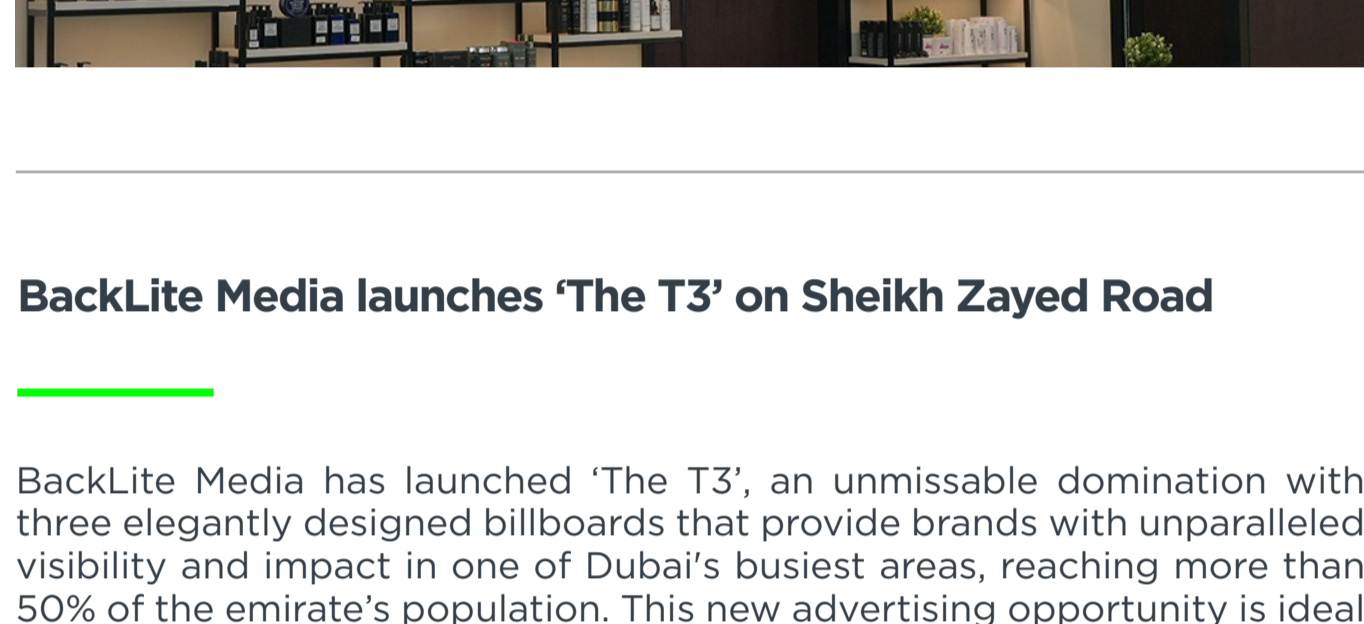 BackLite Media launches ‘The T3’ on Sheikh Zayed Road
BackLite Media has launched ‘The T3’, an unmissable domination with
three elegantly designed billboards that provide brands with unparalleled
visibility and impact in one of Dubai's busiest areas, reaching more than
50% of the emirate’s population. This new advertising opportunity is ideal